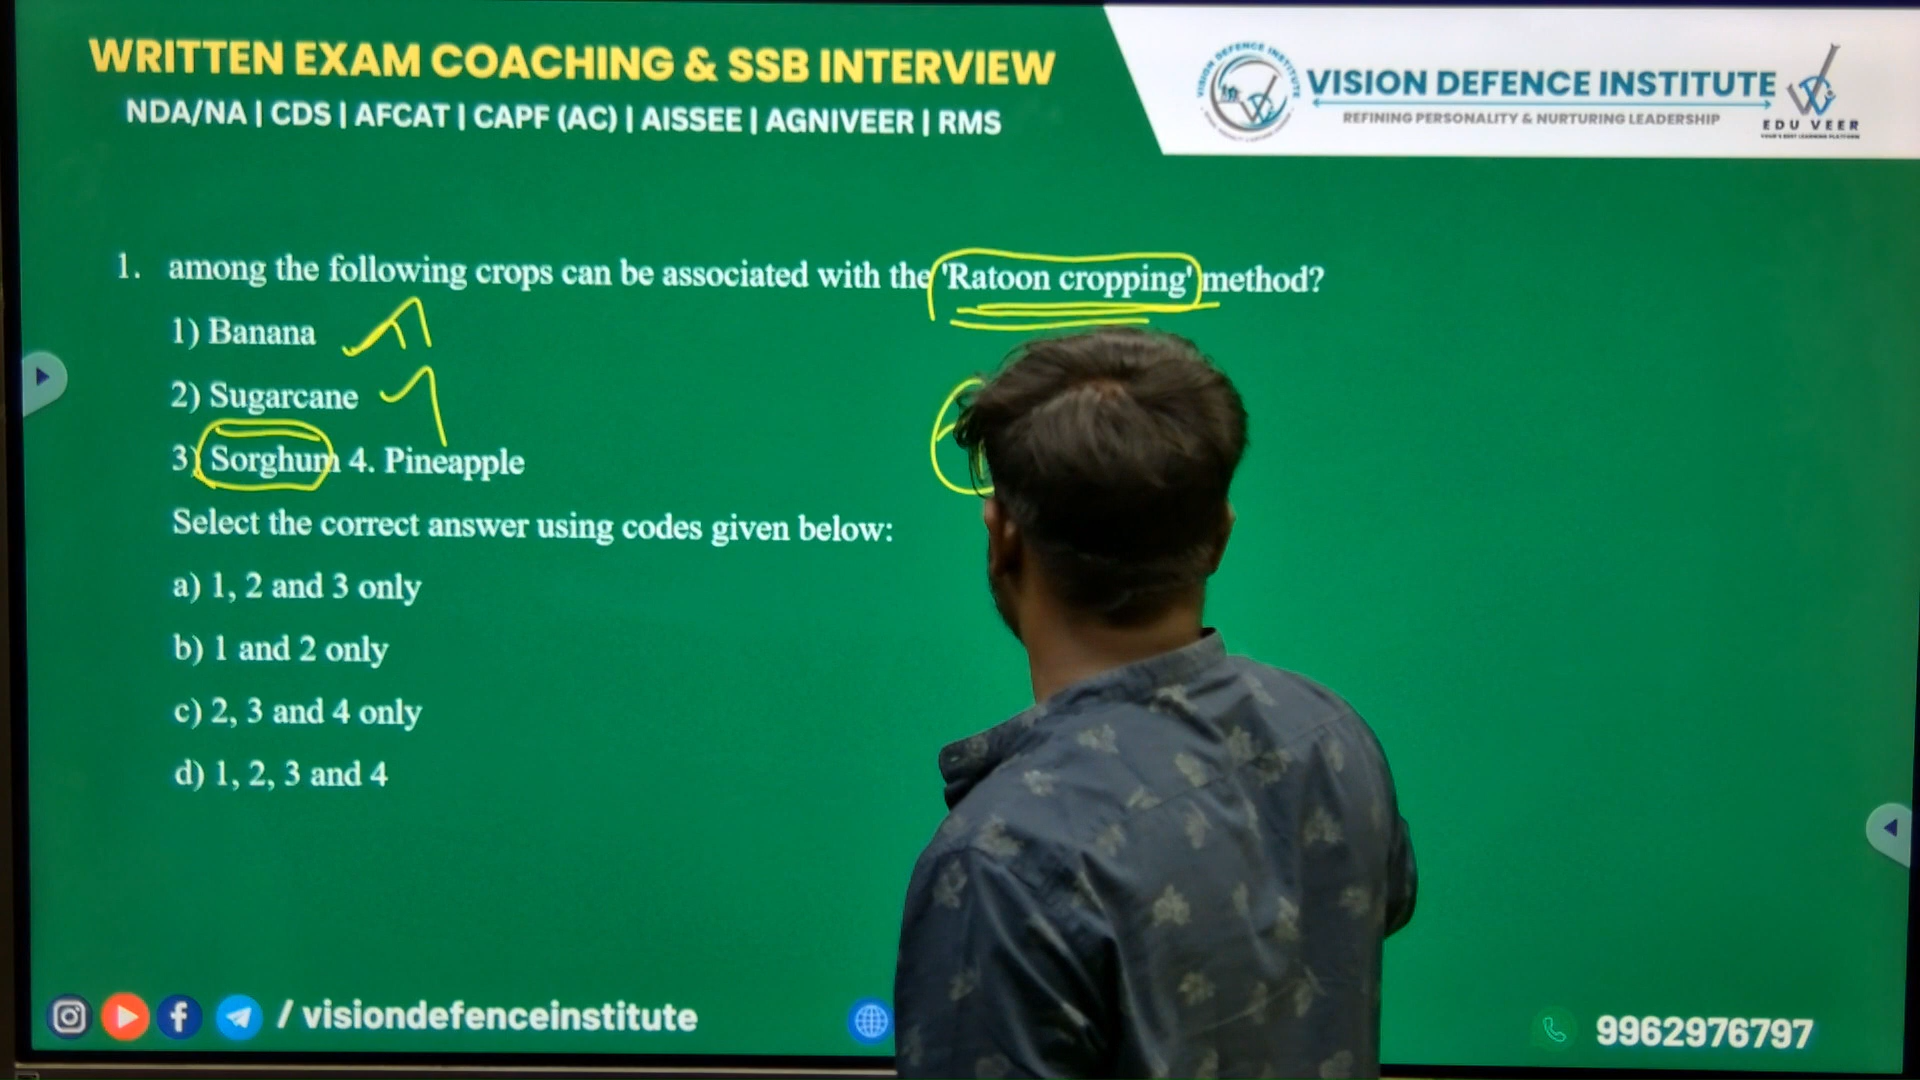 WRITTEN EXAM COACHING & SSB INTERVIEW
NDA/NA | CDS | AFCAT | CAPF (AC) | AISSEE | AGNIVEER | RMS
VISION DEFENCE INSTITUTE
VISION DEFENCE INSTITUTE
REFINING PERSONALITY & NURTURING LEADERSHIP
EDU VEER
1. among the following crops can be associated with the 'Ratoon cropping' method?
1) Banana
2) Sugarcane
3) Sorghum 4. Pineapple
Select the correct answer using codes given below:
a) 1, 2 and 3 only
b) 1 and 2 only
c) 2, 3 and 4 only
d) 1, 2, 3 and 4
/ visiondefenceinstitute
9962976797